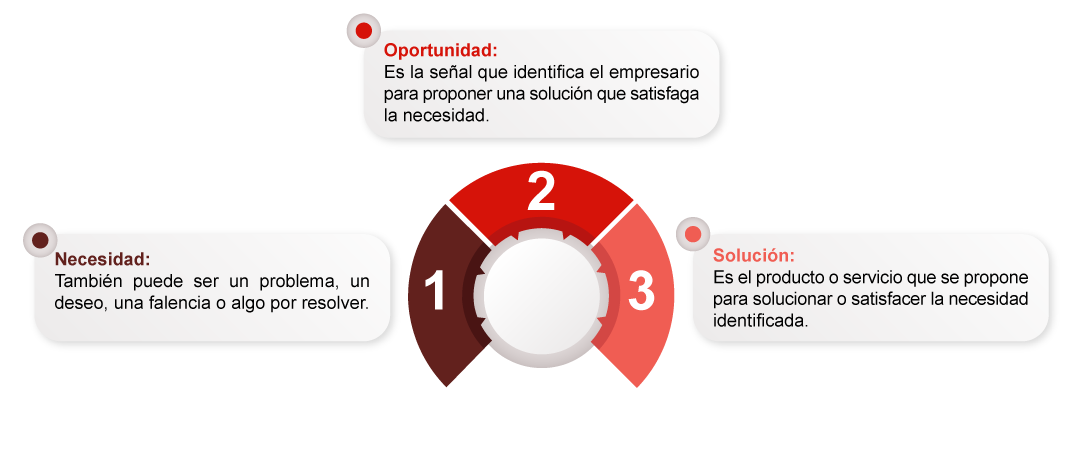 Oportunidad:
Es la señal que identifica el empresario
para proponer una solución que satisfaga
la necesidad.
2
Necesidad:
También puede ser un problema, un
deseo, una falencia o algo por resolver.
1
3
Solución:
Es el producto o servicio que se propone
para solucionar o satisfacer la necesidad
identificada.